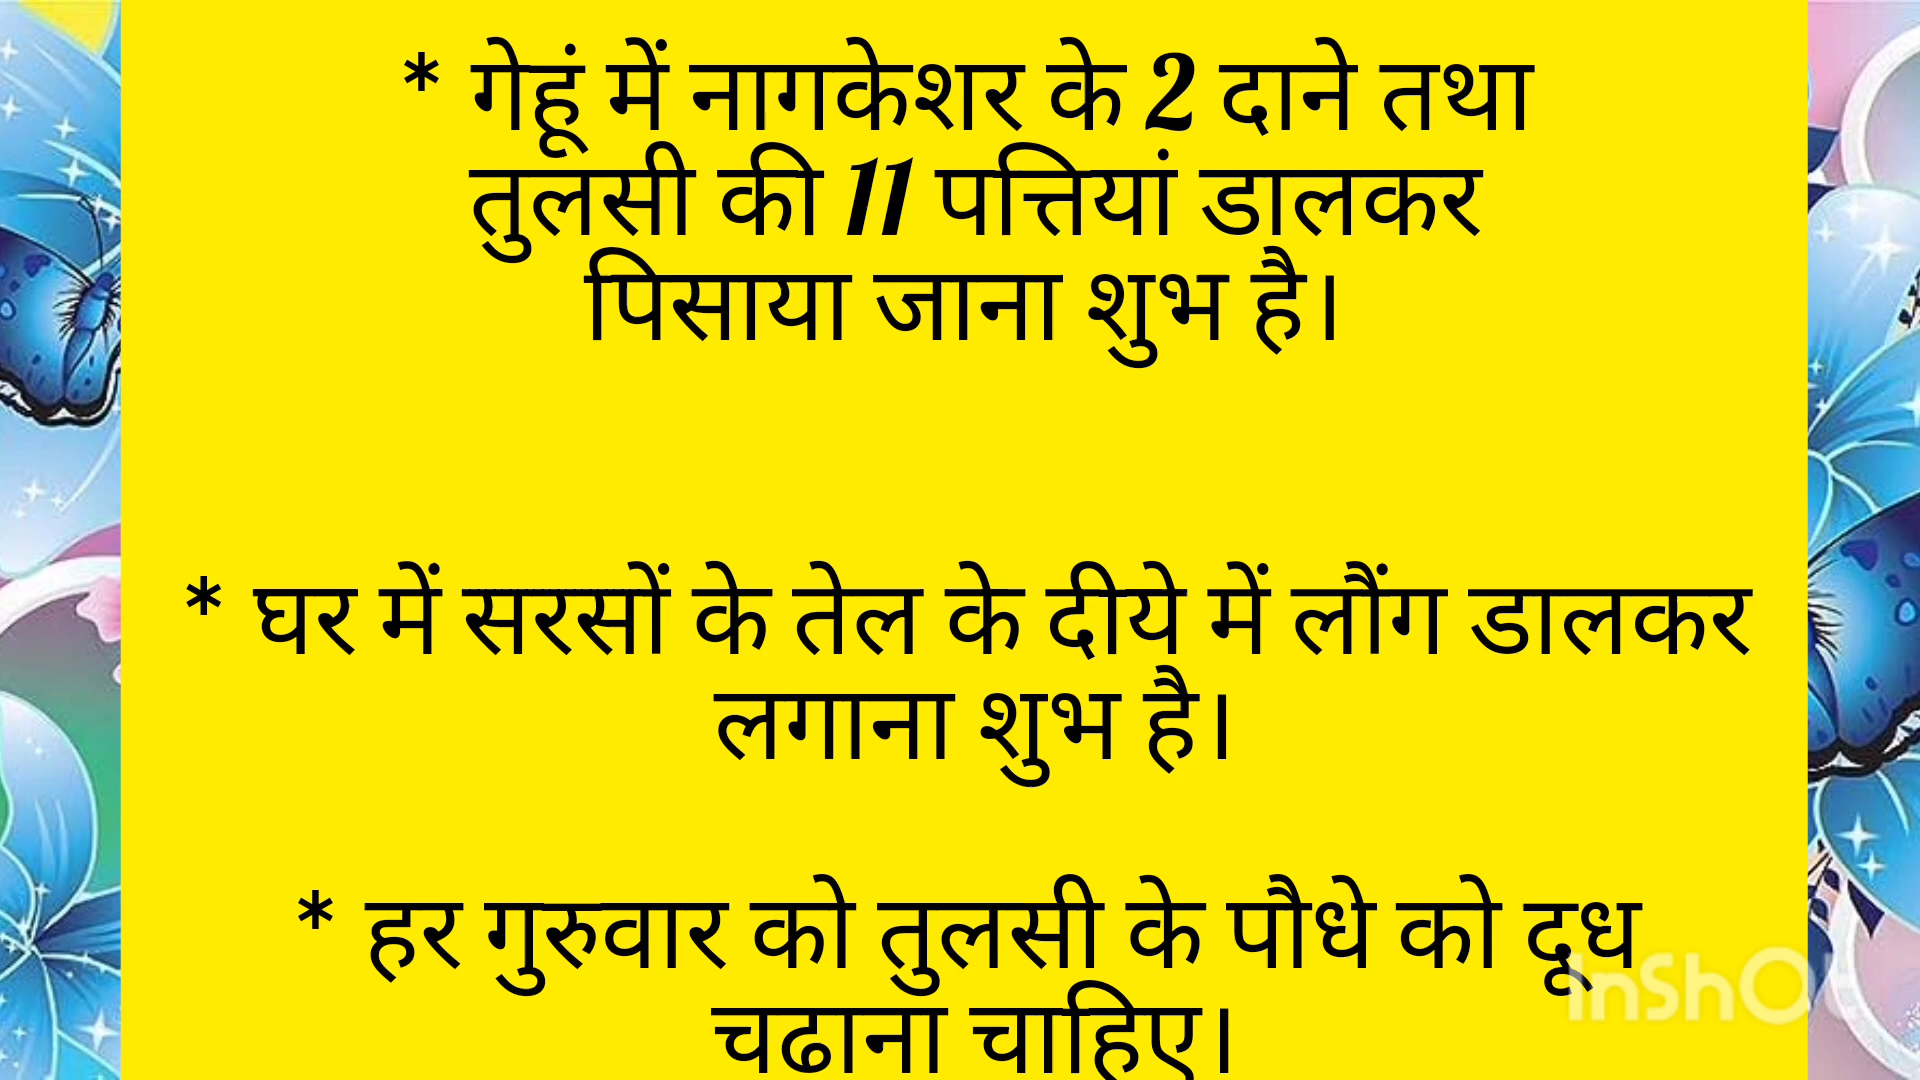 * गेहूं में नागकेशर के 2 दाने तथा
तुलसी की 11 पत्तियां डालकर
पिसाया जाना शुभ है।
* घर में सरसों के तेल के दीये में लौंग डालकर
लगाना शुभ है।
* हर गुरुवार को तुलसी के पौधे को दूध
चढाना चाहिए।
InShOt